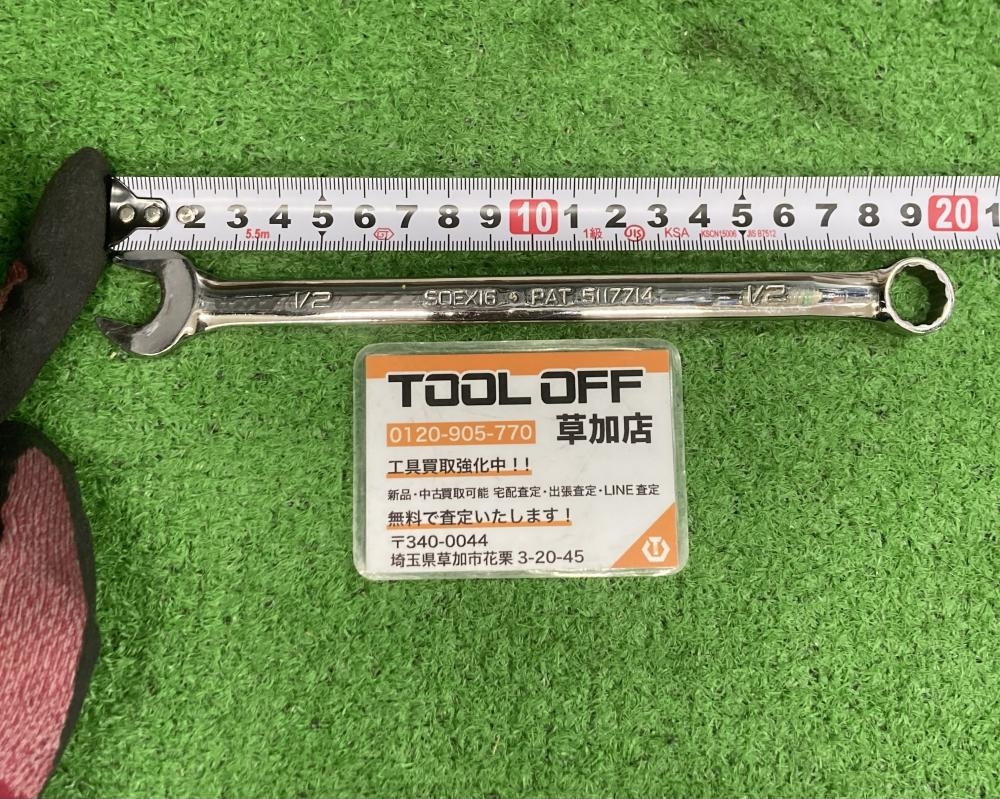 2 3 4 5 6 7 8 9 10 1 2 3 4 5 6 7 8 9 20 1
5.5m 1級 JIS KSA KSCN15006 JIS B7512
1/2 SOEX16 PAT. 5117714 1/2
TOOL OFF
0120-905-770 草加店
工具買取強化中!!
新品・中古買取可能 宅配査定・出張査定・LINE査定
無料で査定いたします!
〒340-0044
埼玉県草加市花栗 3-20-45